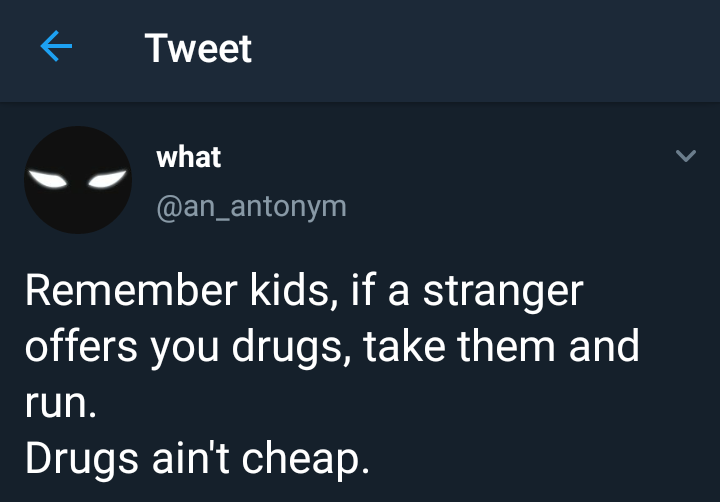 Tweet
what
@an_antonym
Remember kids, if a stranger
offers you drugs, take them and
run.
Drugs ain't cheap.